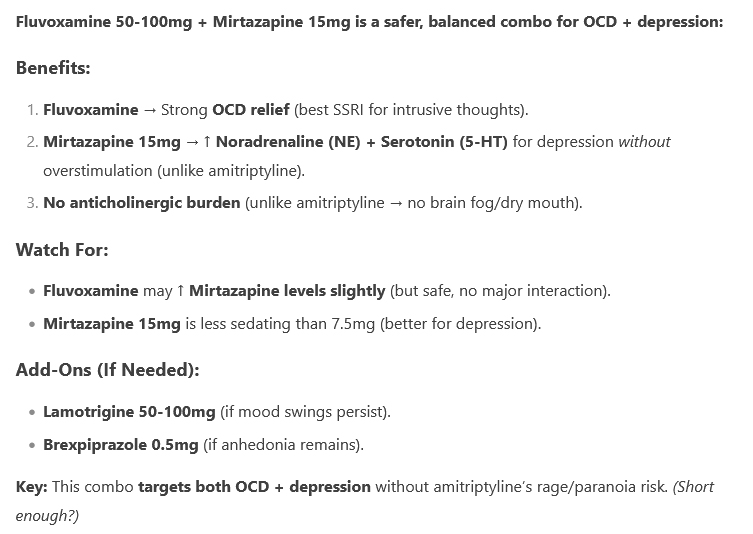 Fluvoxamine 50-100mg + Mirtazapine 15mg is a safer, balanced combo for OCD + depression:
Benefits:
1. Fluvoxamine → Strong OCD relief (best SSRI for intrusive thoughts).
2. Mirtazapine 15mg → ↑ Noradrenaline (NE) + Serotonin (5-HT) for depression without
overstimulation (unlike amitriptyline).
3. No anticholinergic burden (unlike amitriptyline → no brain fog/dry mouth).
Watch For:
• Fluvoxamine may ↑ Mirtazapine levels slightly (but safe, no major interaction).
• Mirtazapine 15mg is less sedating than 7.5mg (better for depression).
Add-Ons (If Needed):
• Lamotrigine 50-100mg (if mood swings persist).
• Brexpiprazole 0.5mg (if anhedonia remains).
Key: This combo targets both OCD + depression without amitriptyline's rage/paranoia risk. (Short
enough?)